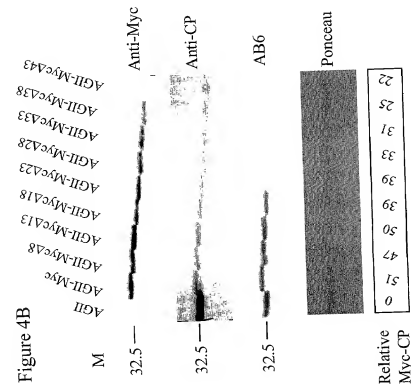 Figure 4B
AGII
AGII-Myc
AGII-MycΔ8
AGII-MycΔ13
AGII-MycΔ18
AGII-MycΔ23
AGII-MycΔ28
AGII-MycΔ33
AGII-MycΔ38
AGII-MycΔ43
M
32.5 — Anti-Myc
32.5 — Anti-CP
32.5 — AB6
Ponceau
Relative
Myc-CP
0 51 47 50 39 39 33 31 25 22